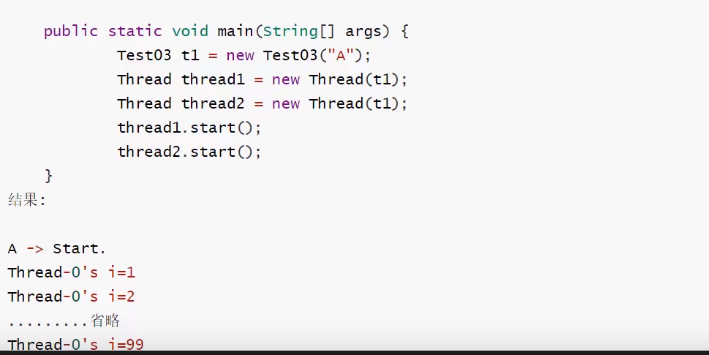 public static void main(String[] args) {
Test03 t1 = new Test03("A");
Thread thread1 = new Thread(t1);
Thread thread2 = new Thread(t1);
thread1.start();
thread2.start();
}
结果:
A -> Start.
Thread-0's i=1
Thread-0's i=2
.........省略
Thread-0's i=99